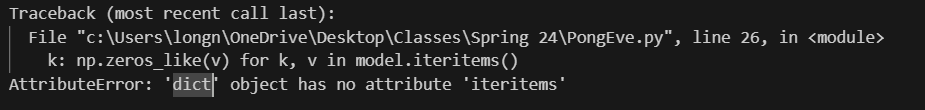 Traceback (most recent call last):
  File "c:\Users\longn\OneDrive\Desktop\Classes\Spring 24\PongEve.py", line 26, in <module>
    k: np.zeros_like(v) for k, v in model.iteritems()
AttributeError: 'dict' object has no attribute 'iteritems'